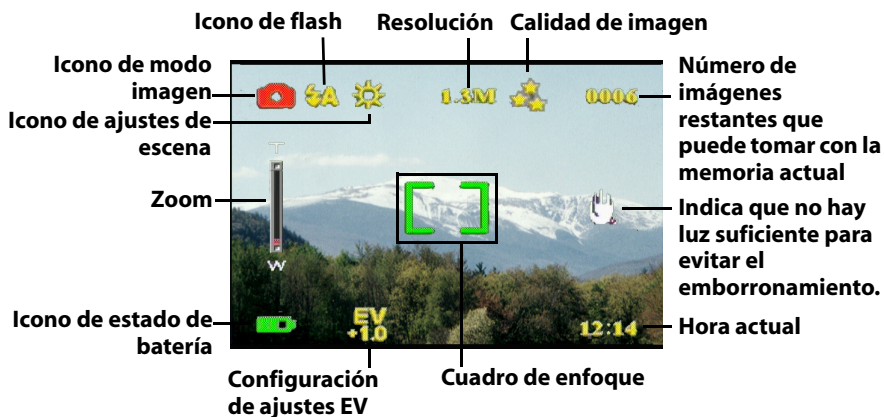 Icono de flash
Resolución
Calidad de imagen
Icono de modo
imagen
Icono de ajustes de
escena
Zoom
Icono de estado de
batería
Configuración
de ajustes EV
Cuadro de enfoque
Número de
imágenes
restantes que
puede tomar con la
memoria actual
Indica que no hay
luz suficiente para
evitar el
emborronamiento.
Hora actual
A
1.3M
0006
T
W
EV
+1.0
12:14